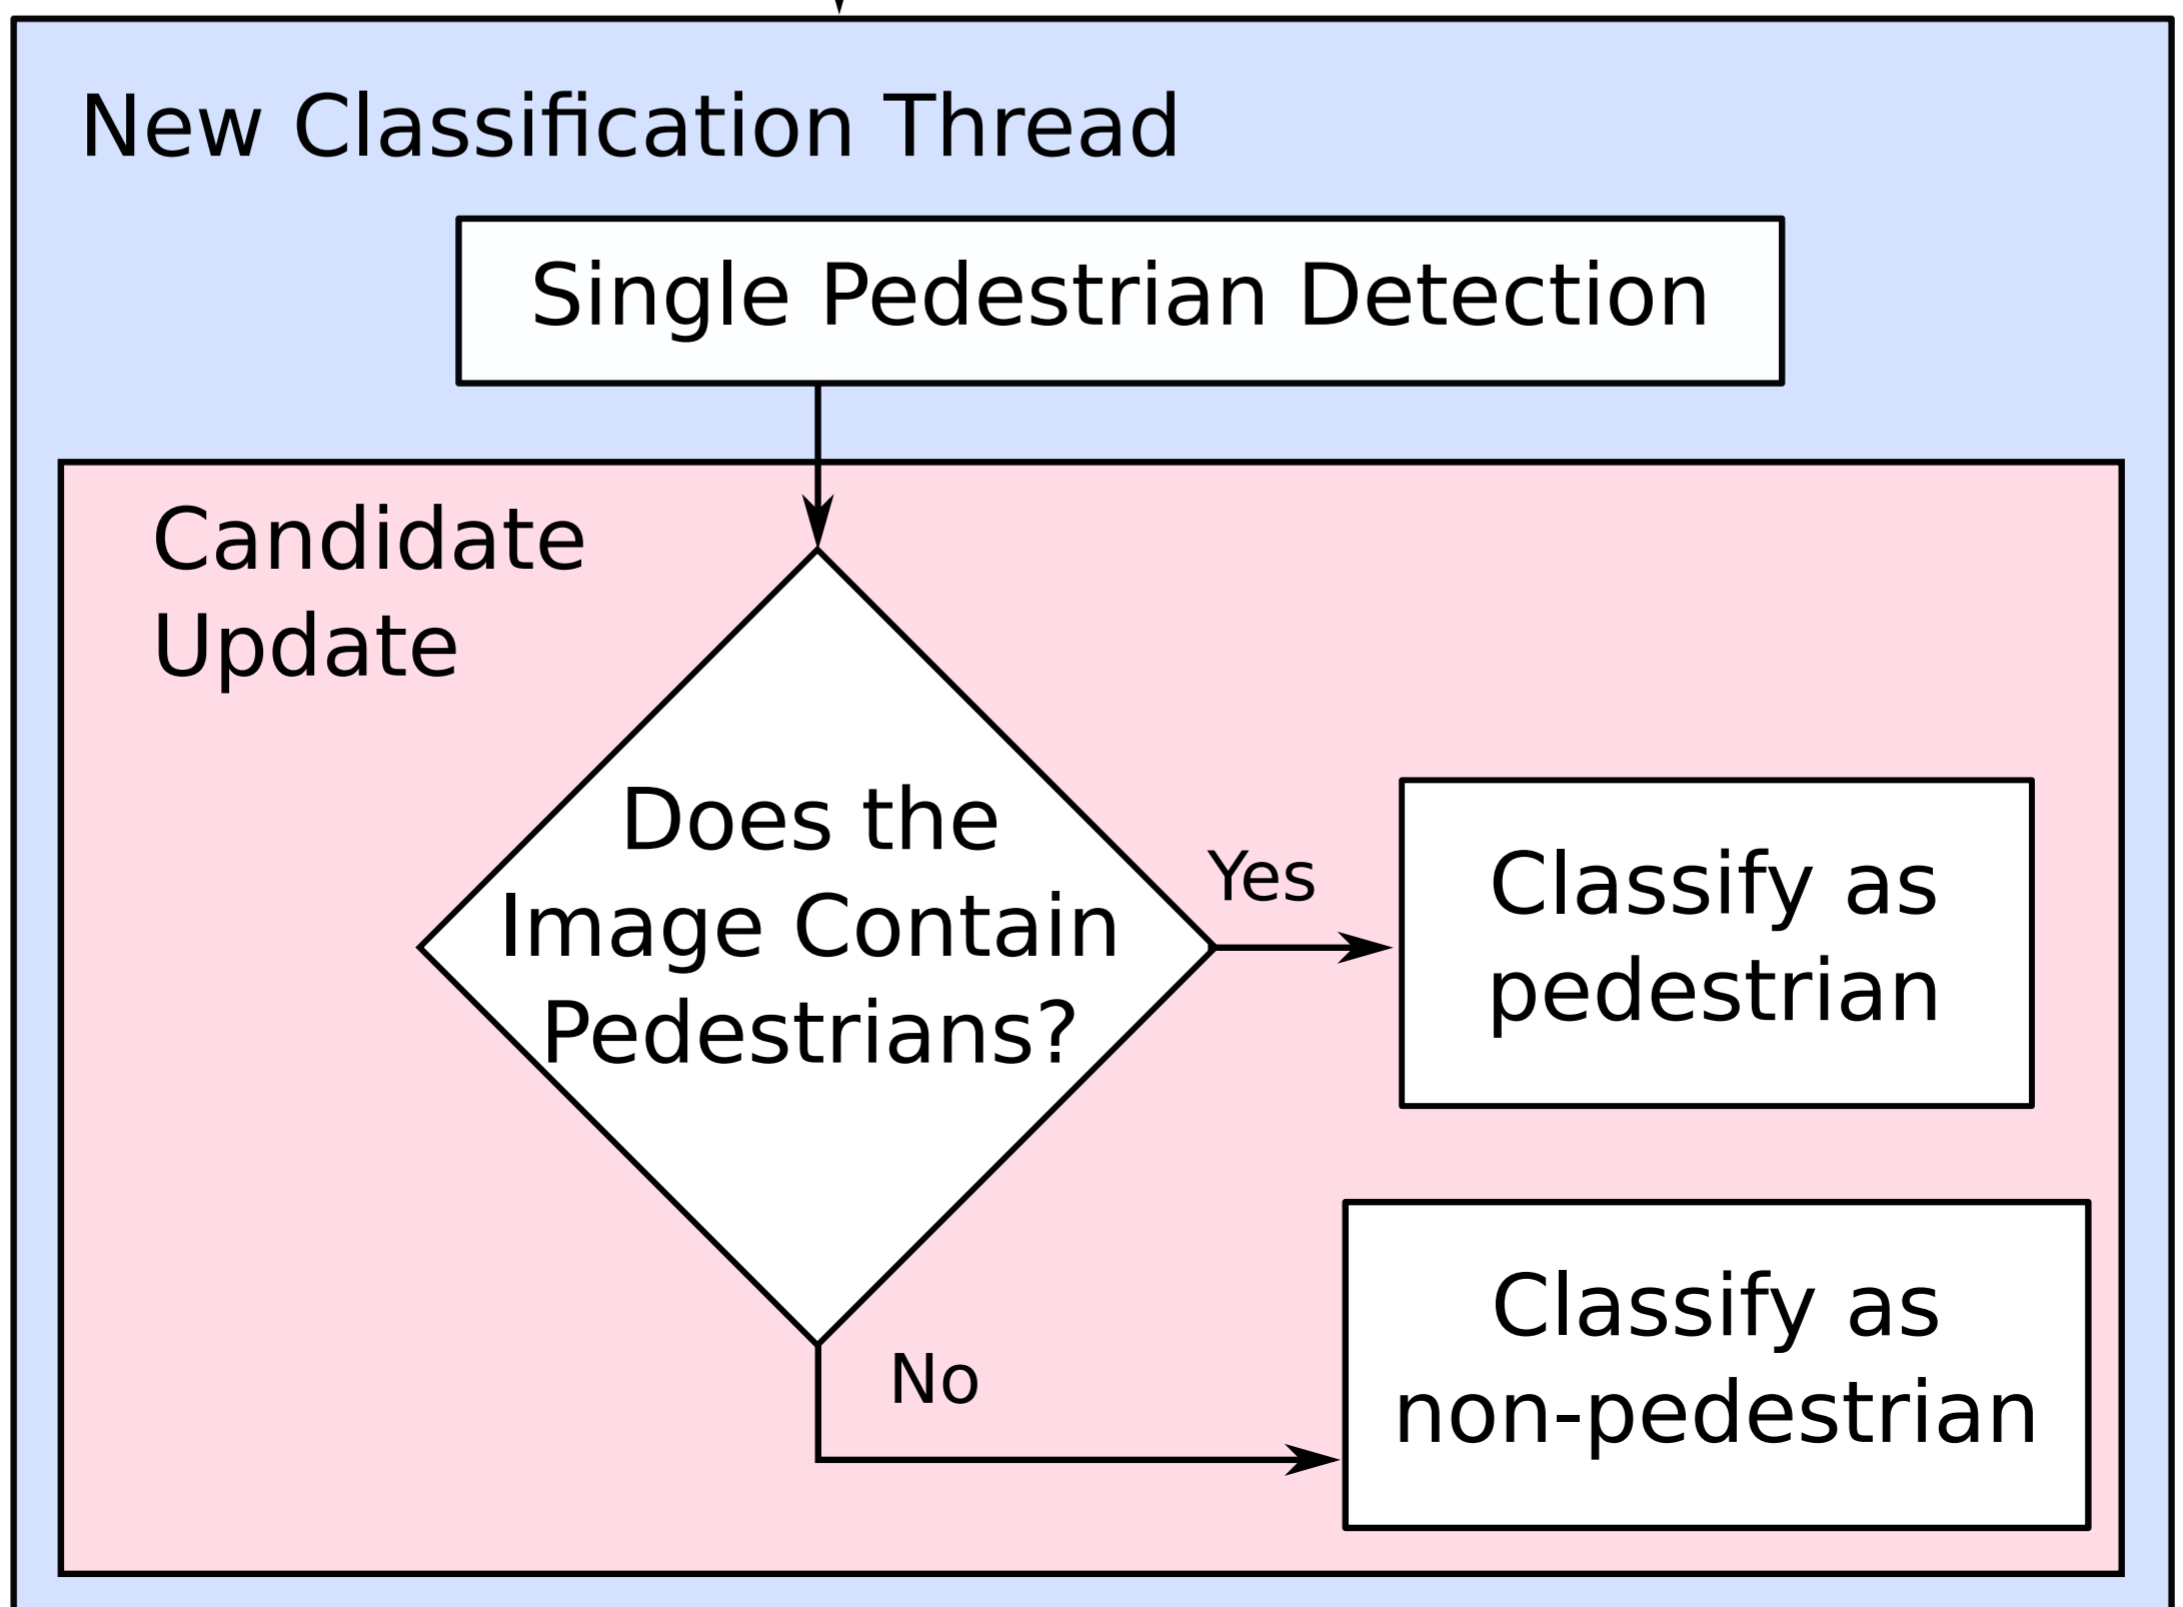 New Classification Thread
Single Pedestrian Detection
Candidate
Update
Does the
Image Contain
Pedestrians?
Yes
Classify as
pedestrian
No
Classify as
non-pedestrian